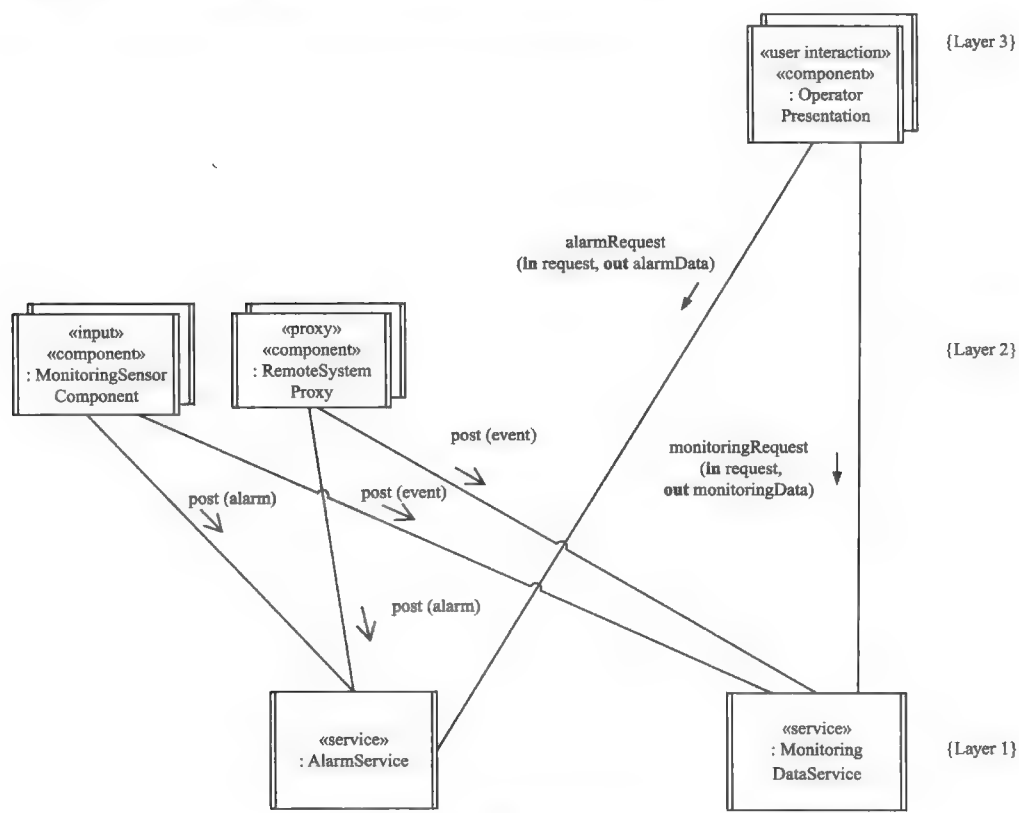 {Layer 3}
«user interaction»
«component»
: Operator
Presentation
alarmRequest
(in request, out alarmData)
«input»
«component»
: MonitoringSensor
Component
«proxy»
«component»
: RemoteSystem
Proxy
{Layer 2}
post (event)
monitoringRequest
(in request,
out monitoringData)
post (alarm)
post (event)
post (alarm)
«service»
: AlarmService
«service»
: Monitoring
DataService
{Layer 1}